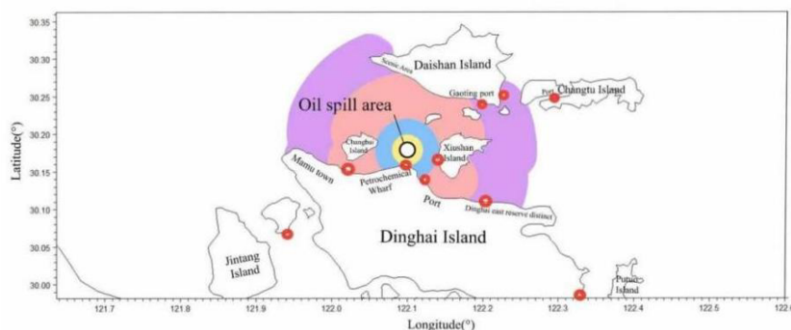 30.35
30.30
30.25
30.20
30.15
30.10
30.05
30.00
Latitude(°)
Scenic Area
Daishan Island
Gaoting port
Port
Changtu Island
Oil spill area
Island
Xiushan
Island
Mamu town
Petrochemical
Wharf
Port
Dinghai east reserve distinct
Dinghai Island
Jintang
Island
Island
121.7
121.8
121.9
122.0
122.1
122.2
122.3
122.4
122.5
122.6
Longitude(°)